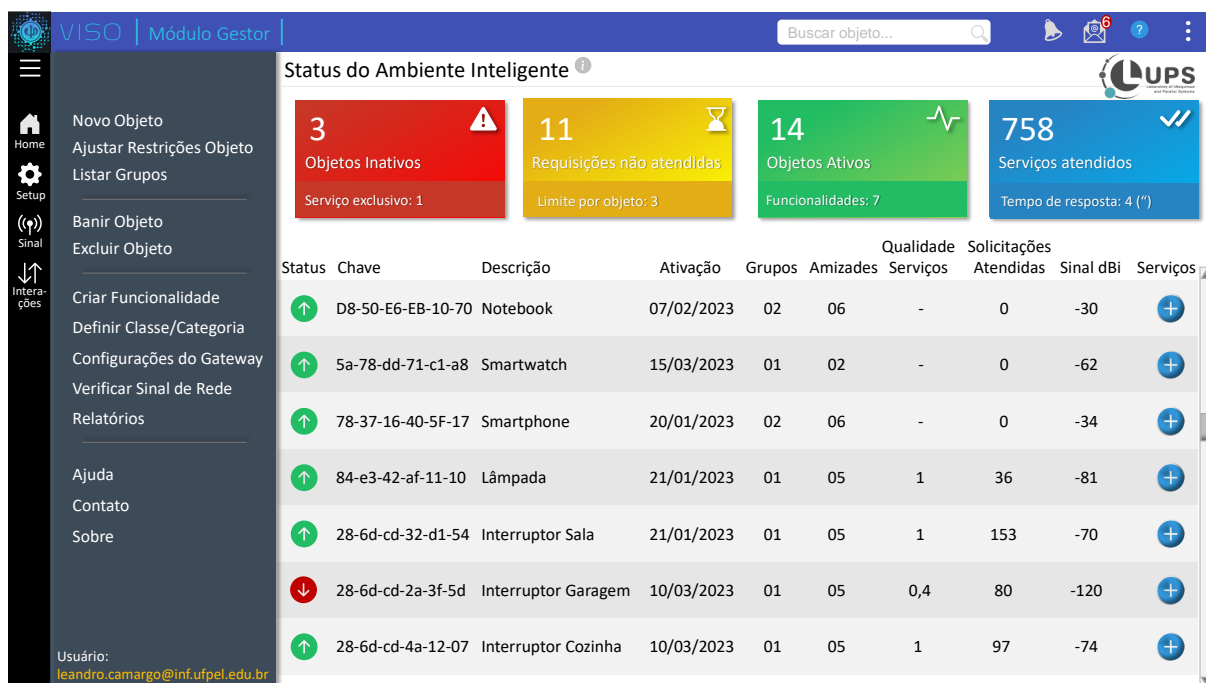 VISO | Módulo Gestor
Buscar objeto...
6
?
Home
Setup
Sinal
Intera-
ções
Novo Objeto
Ajustar Restrições Objeto
Listar Grupos
Banir Objeto
Excluir Objeto
Criar Funcionalidade
Definir Classe/Categoria
Configurações do Gateway
Verificar Sinal de Rede
Relatórios
Ajuda
Contato
Sobre
Usuário:
leandro.camargo@inf.ufpel.edu.br
Status do Ambiente Inteligente i
LUPS
Laboratory of Ubiquitous
and Parallel Systems
3
Objetos Inativos
Serviço exclusivo: 1
11
Requisições não atendidas
Limite por objeto: 3
14
Objetos Ativos
Funcionalidades: 7
758
Serviços atendidos
Tempo de resposta: 4 (")
Status Chave Descrição Ativação Grupos Amizades Qualidade Serviços Solicitações Atendidas Sinal dBi Serviços
D8-50-E6-EB-10-70 Notebook 07/02/2023 02 06 - 0 -30
5a-78-dd-71-c1-a8 Smartwatch 15/03/2023 01 02 - 0 -62
78-37-16-40-5F-17 Smartphone 20/01/2023 02 06 - 0 -34
84-e3-42-af-11-10 Lâmpada 21/01/2023 01 05 1 36 -81
28-6d-cd-32-d1-54 Interruptor Sala 21/01/2023 01 05 1 153 -70
28-6d-cd-2a-3f-5d Interruptor Garagem 10/03/2023 01 05 0,4 80 -120
28-6d-cd-4a-12-07 Interruptor Cozinha 10/03/2023 01 05 1 97 -74